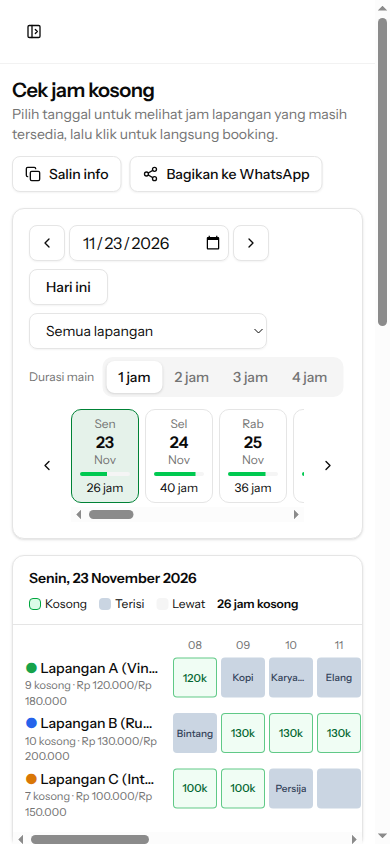 Cek jam kosong
Pilih tanggal untuk melihat jam lapangan yang masih
tersedia, lalu klik untuk langsung booking.
Salin info
Bagikan ke WhatsApp
11/23/2026
Hari ini
Semua lapangan
Durasi main 1 jam 2 jam 3 jam 4 jam
Sen Sel Rab
23 24 25
Nov Nov Nov
26 jam 40 jam 36 jam
Senin, 23 November 2026
Kosong Terisi Lewat 26 jam kosong
08 09 10 11
Lapangan A (Vin...
9 kosong · Rp 120.000/Rp
180.000
120k Kopi Karya... Elang
Lapangan B (Ru...
10 kosong · Rp 130.000/Rp
200.000
Bintang 130k 130k 130k
Lapangan C (Int...
7 kosong · Rp 100.000/Rp
150.000
100k 100k Persija